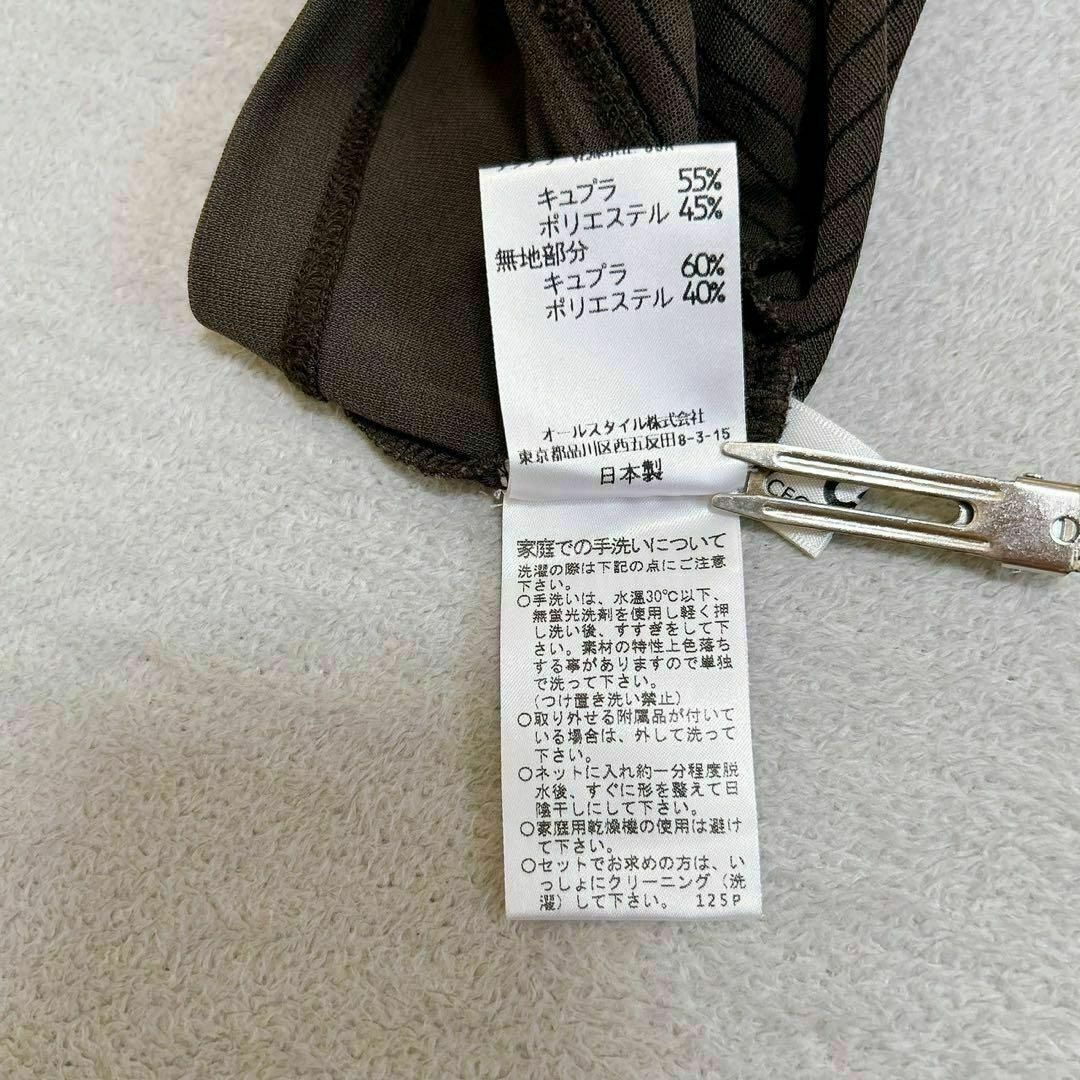 キュプラ 55%
ポリエステル 45%
無地部分
キュプラ 60%
ポリエステル 40%
オールスタイル株式会社
東京都品川区西五反田8-3-15
日本製
家庭での手洗いについて
洗濯の際は下記の点にご注意
下さい。
○手洗いは、水温30℃以下、
無蛍光洗剤を使用し軽く押
し洗い後、すすぎをして下
さい。素材の特性上色落ち
する事がありますので単独
で洗って下さい。
(つけ置き洗い禁止)
○取り外せる附属品が付いて
いる場合は、外して洗って
下さい。
○ネットに入れ約一分程度脱
水後、すぐに形を整えて日
陰干しにして下さい。
○家庭用乾燥機の使用は避け
て下さい。
○セットでお求めの方は、い
っしょにクリーニング(洗
濯)して下さい。 125P